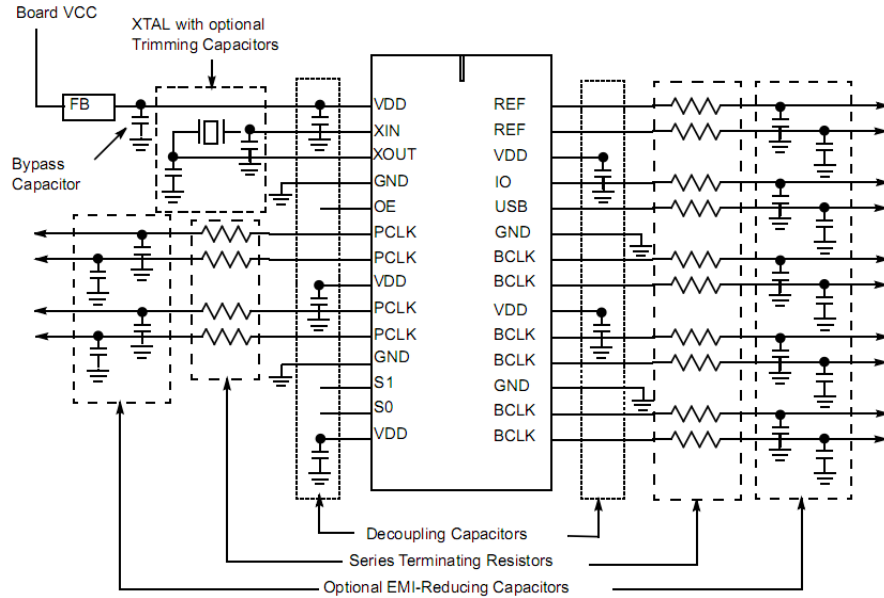 Board VCC
XTAL with optional
Trimming Capacitors
FB
Bypass
Capacitor
VDD
XIN
XOUT
GND
OE
PCLK
PCLK
VDD
PCLK
PCLK
GND
S1
S0
VDD
REF
REF
VDD
IO
USB
GND
BCLK
BCLK
VDD
BCLK
BCLK
GND
BCLK
BCLK
Decoupling Capacitors
Series Terminating Resistors
Optional EMI-Reducing Capacitors